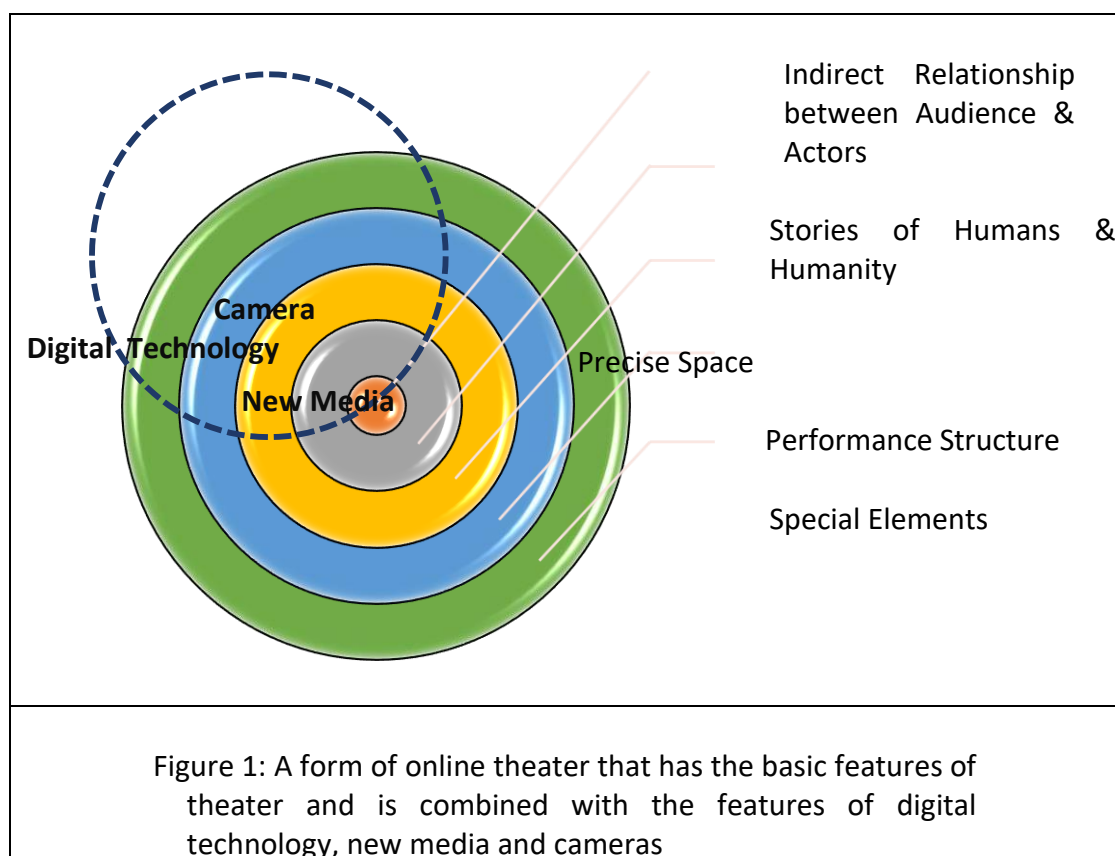 Indirect Relationship
between Audience &
Actors
Stories of Humans &
Humanity
Camera
Digital Technology
Precise Space
New Media
Performance Structure
Special Elements
Figure 1: A form of online theater that has the basic features of
theater and is combined with the features of digital
technology, new media and cameras